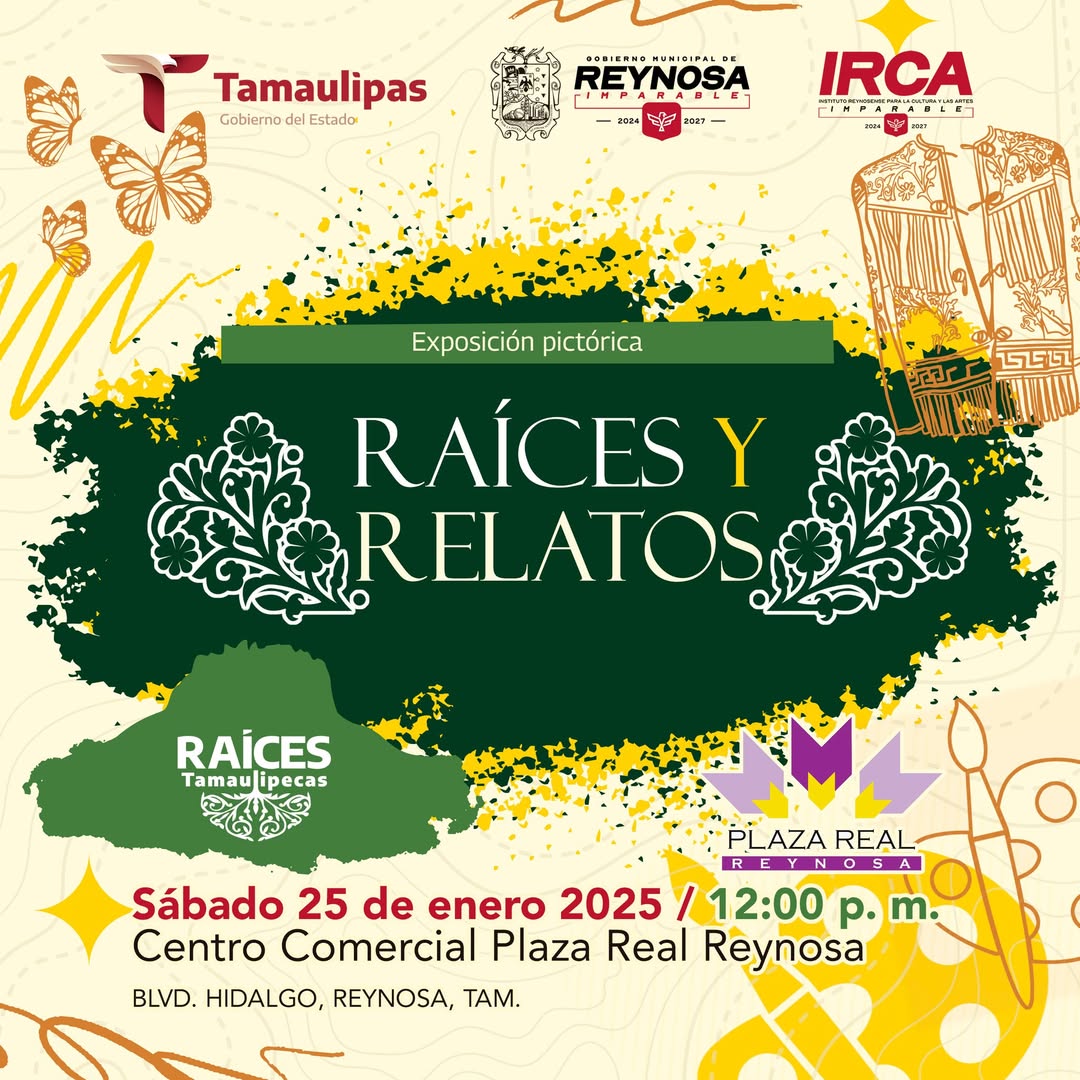 Tamaulipas
Gobierno del Estado
GOBIERNO MUNICIPAL DE
REYNOSA
IMPARABLE
2024 2027
IRCA
INSTITUTO REYNOSENSE PARA LA CULTURA Y LAS ARTES
IMPARABLE
2024 2027
Exposición pictórica
RAÍCES Y
RELATOS
RAÍCES
Tamaulipecas
PLAZA REAL
REYNOSA
Sábado 25 de enero 2025 / 12:00 p. m.
Centro Comercial Plaza Real Reynosa
BLVD. HIDALGO, REYNOSA, TAM.